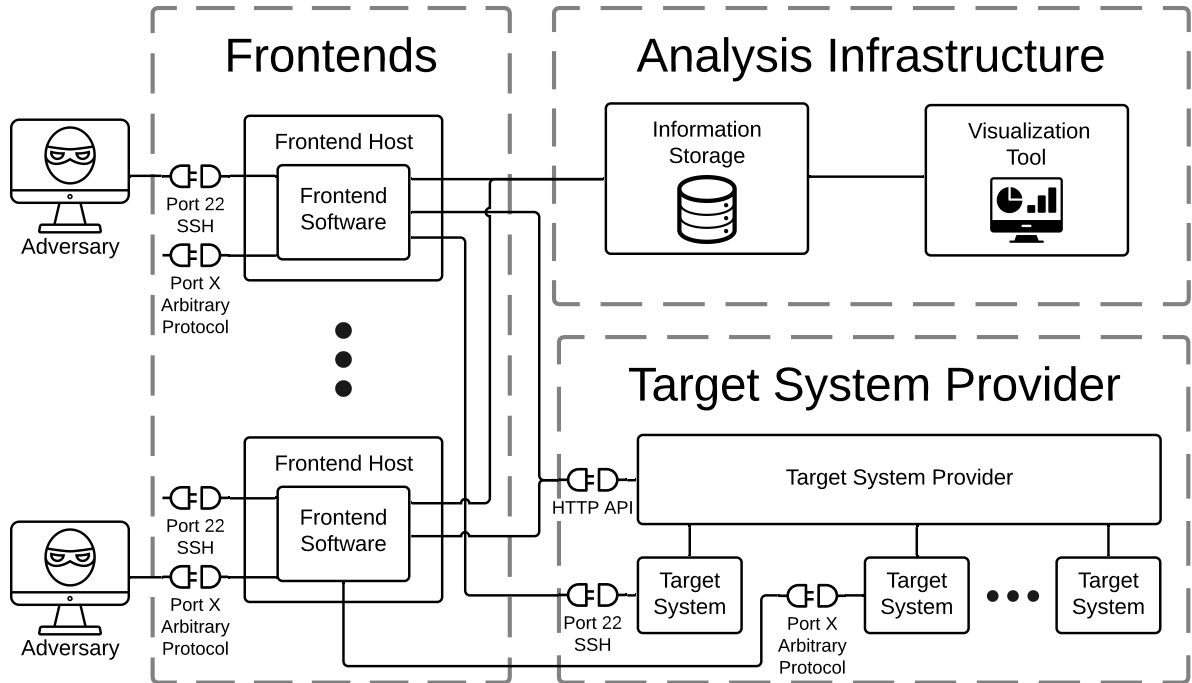 Frontends
Analysis Infrastructure
Frontend Host
Frontend
Software
Information
Storage
Visualization
Tool
Port 22
SSH
Adversary
Port X
Arbitrary
Protocol
Target System Provider
Frontend Host
Frontend
Software
Target System Provider
HTTP API
Port 22
SSH
Adversary
Port X
Arbitrary
Protocol
Target
System
Target
System
Target
System
Port 22
SSH
Port X
Arbitrary
Protocol